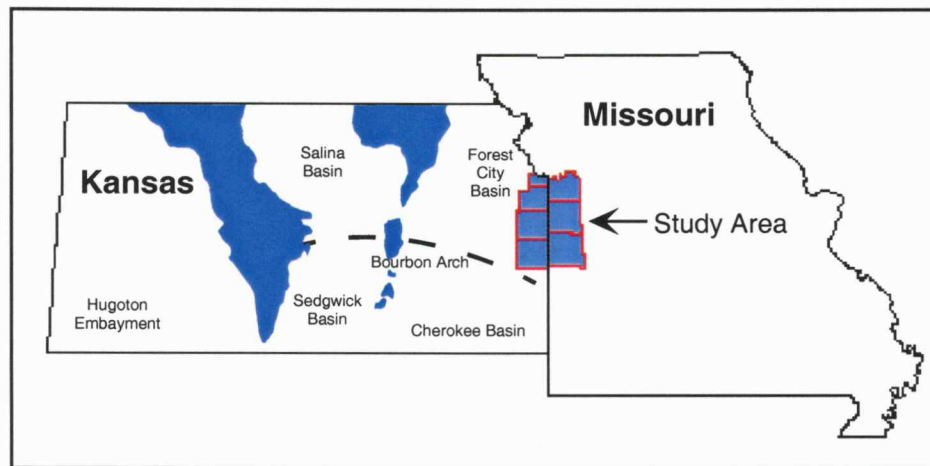 Missouri
Kansas
Salina
Basin
Forest
City
Basin
Study Area
Bourbon Arch
Hugoton
Embayment
Sedgwick
Basin
Cherokee Basin